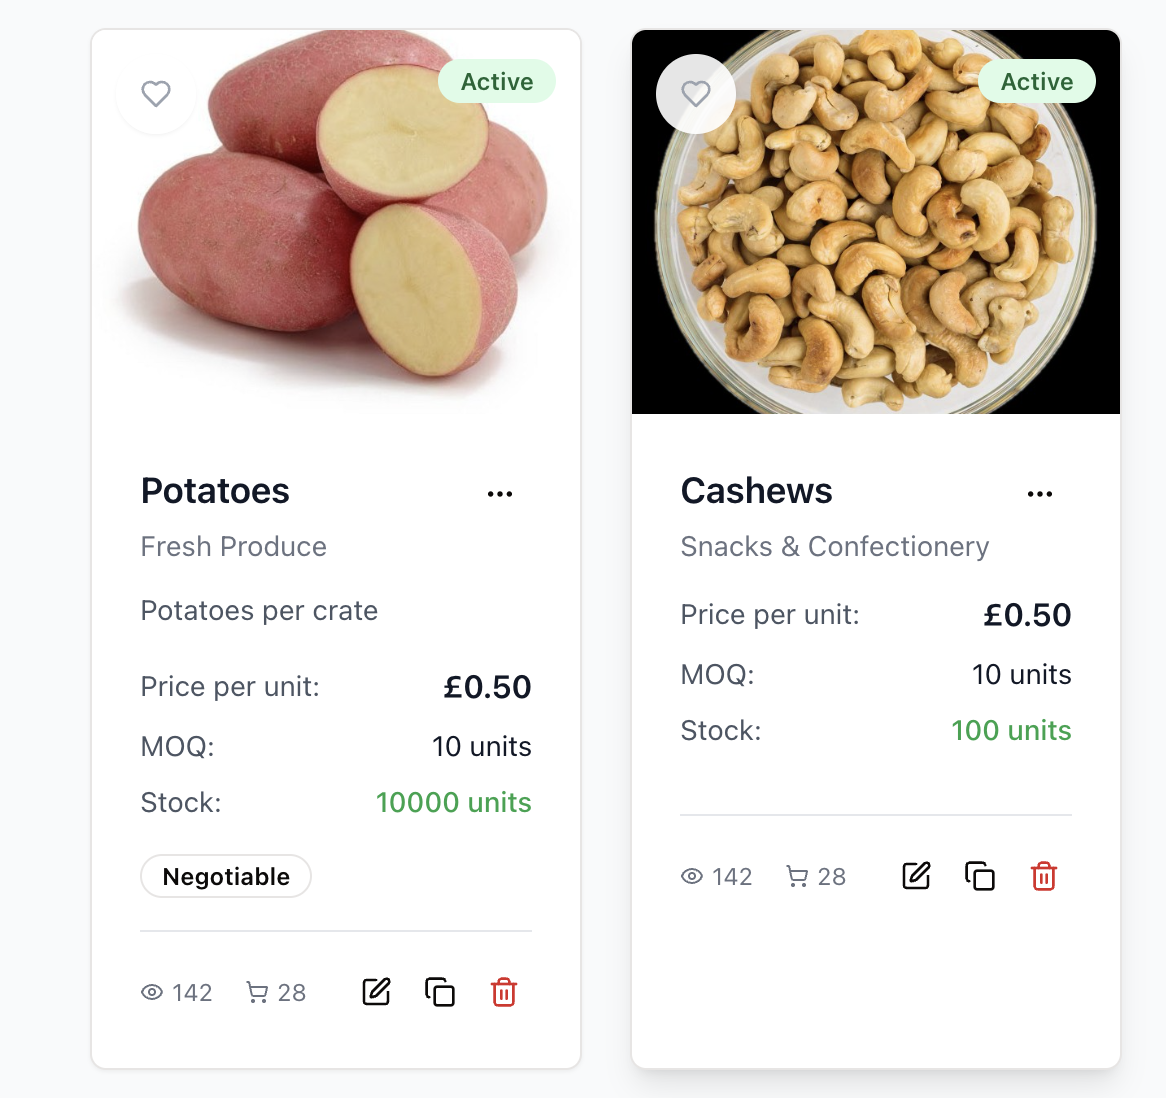 Active
Potatoes
Fresh Produce
Potatoes per crate
Price per unit: £0.50
MOQ: 10 units
Stock: 10000 units
Negotiable
142 28
Active
Cashews
Snacks & Confectionery
Price per unit: £0.50
MOQ: 10 units
Stock: 100 units
142 28